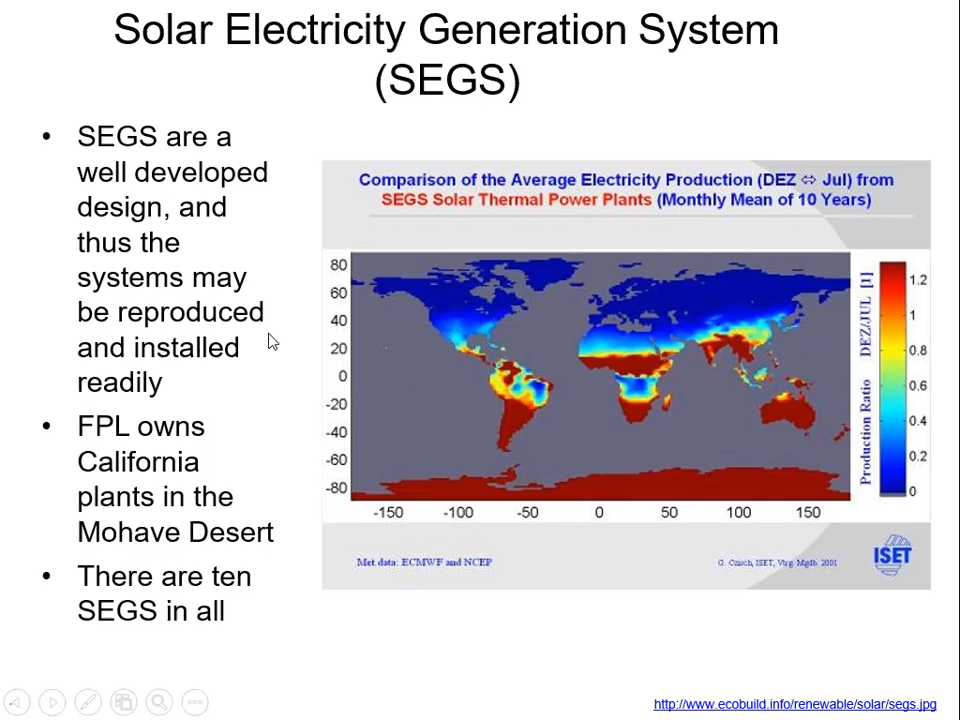 Solar Electricity Generation System
(SEGS)
• SEGS are a
well developed
design, and
thus the
systems may
be reproduced
and installed
readily
• FPL owns
California
plants in the
Mohave Desert
• There are ten
SEGS in all
Comparison of the Average Electricity Production (DEZ ⇔ Jul) from
SEGS Solar Thermal Power Plants (Monthly Mean of 10 Years)
80
60
40
20
0
-20
-40
-60
-80
-150 -100 -50 0 50 100 150
Production Ratio DEZ/JUL [1]
1.2
1
0.8
0.6
0.4
0.2
0
Met.data: ECMWF and NCEP
G. Czisch, ISET, Vrig. Mgdb. 2001
ISET
http://www.ecobuild.info/renewable/solar/segs.jpg